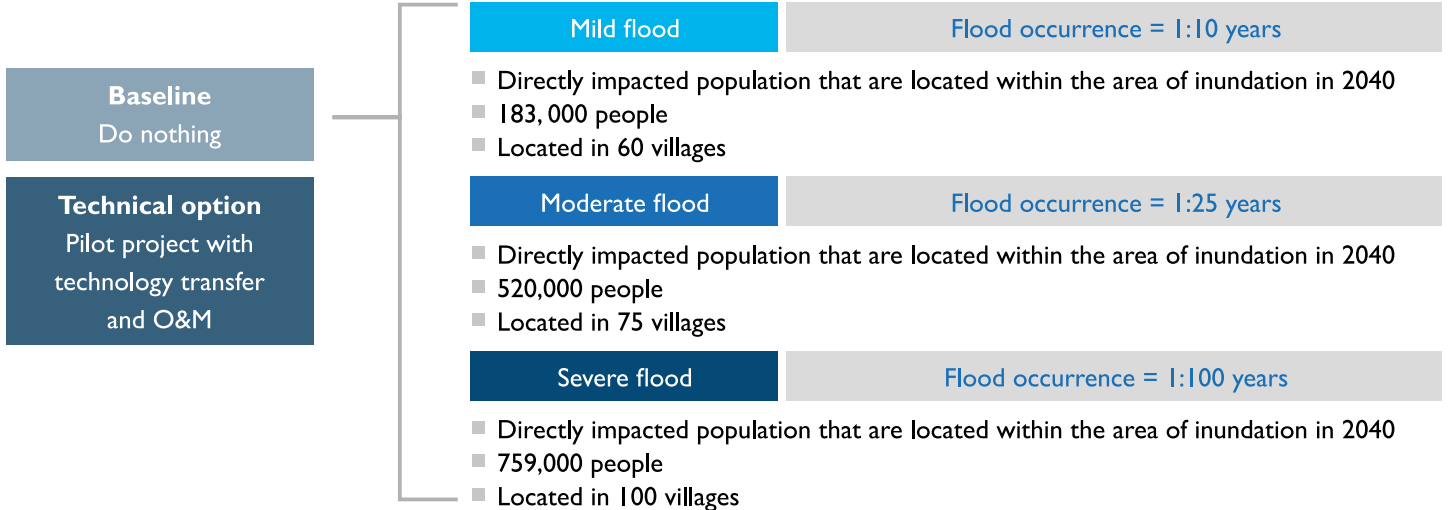 Baseline
Do nothing
Technical option
Pilot project with
technology transfer
and O&M
Mild flood
Flood occurrence = 1:10 years
Directly impacted population that are located within the area of inundation in 2040
183, 000 people
Located in 60 villages
Moderate flood
Flood occurrence = 1:25 years
Directly impacted population that are located within the area of inundation in 2040
520,000 people
Located in 75 villages
Severe flood
Flood occurrence = 1:100 years
Directly impacted population that are located within the area of inundation in 2040
759,000 people
Located in 100 villages